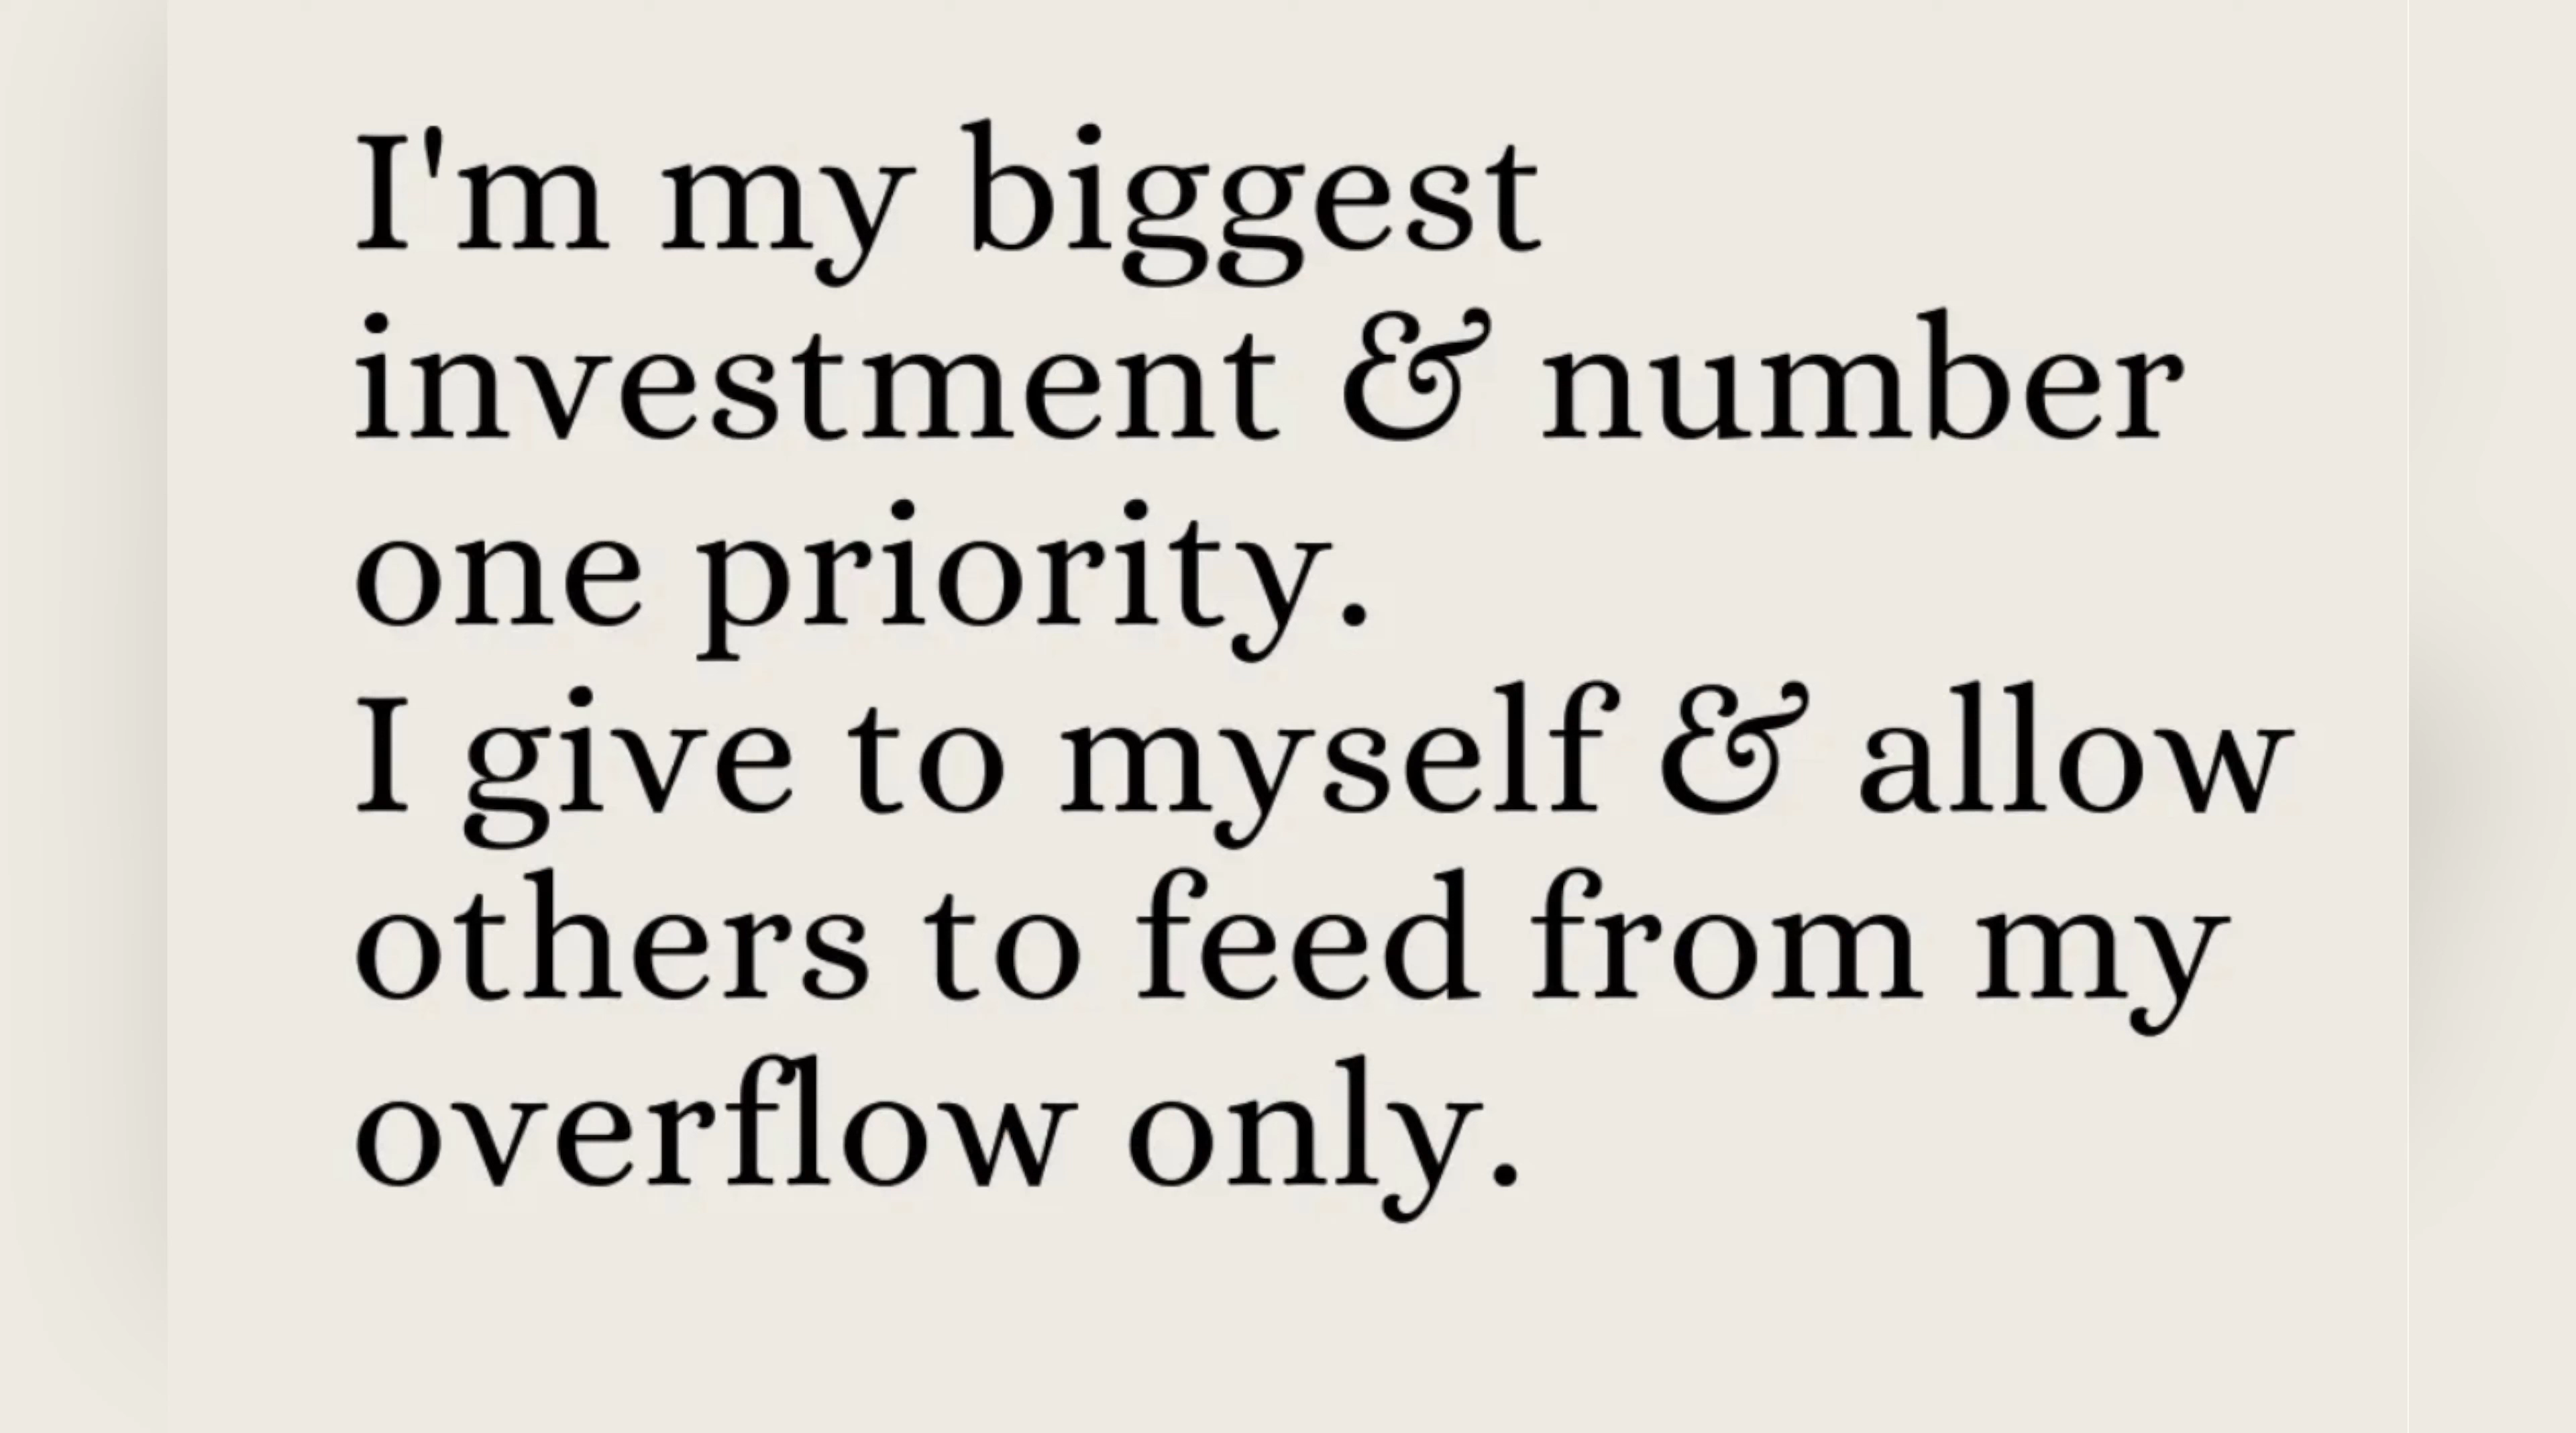 I'm my biggest
investment & number
one priority.
I give to myself & allow
others to feed from my
overflow only.